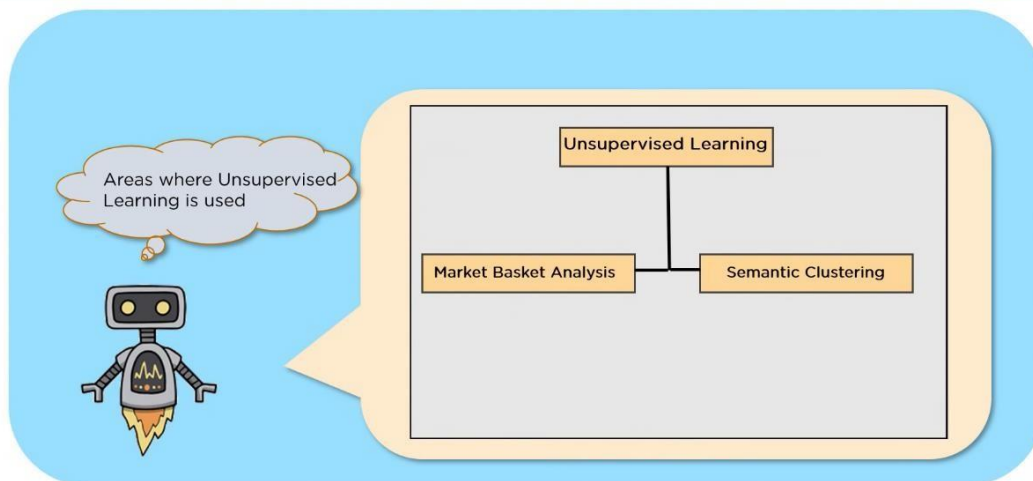 Areas where Unsupervised
Learning is used
Unsupervised Learning
Market Basket Analysis
Semantic Clustering